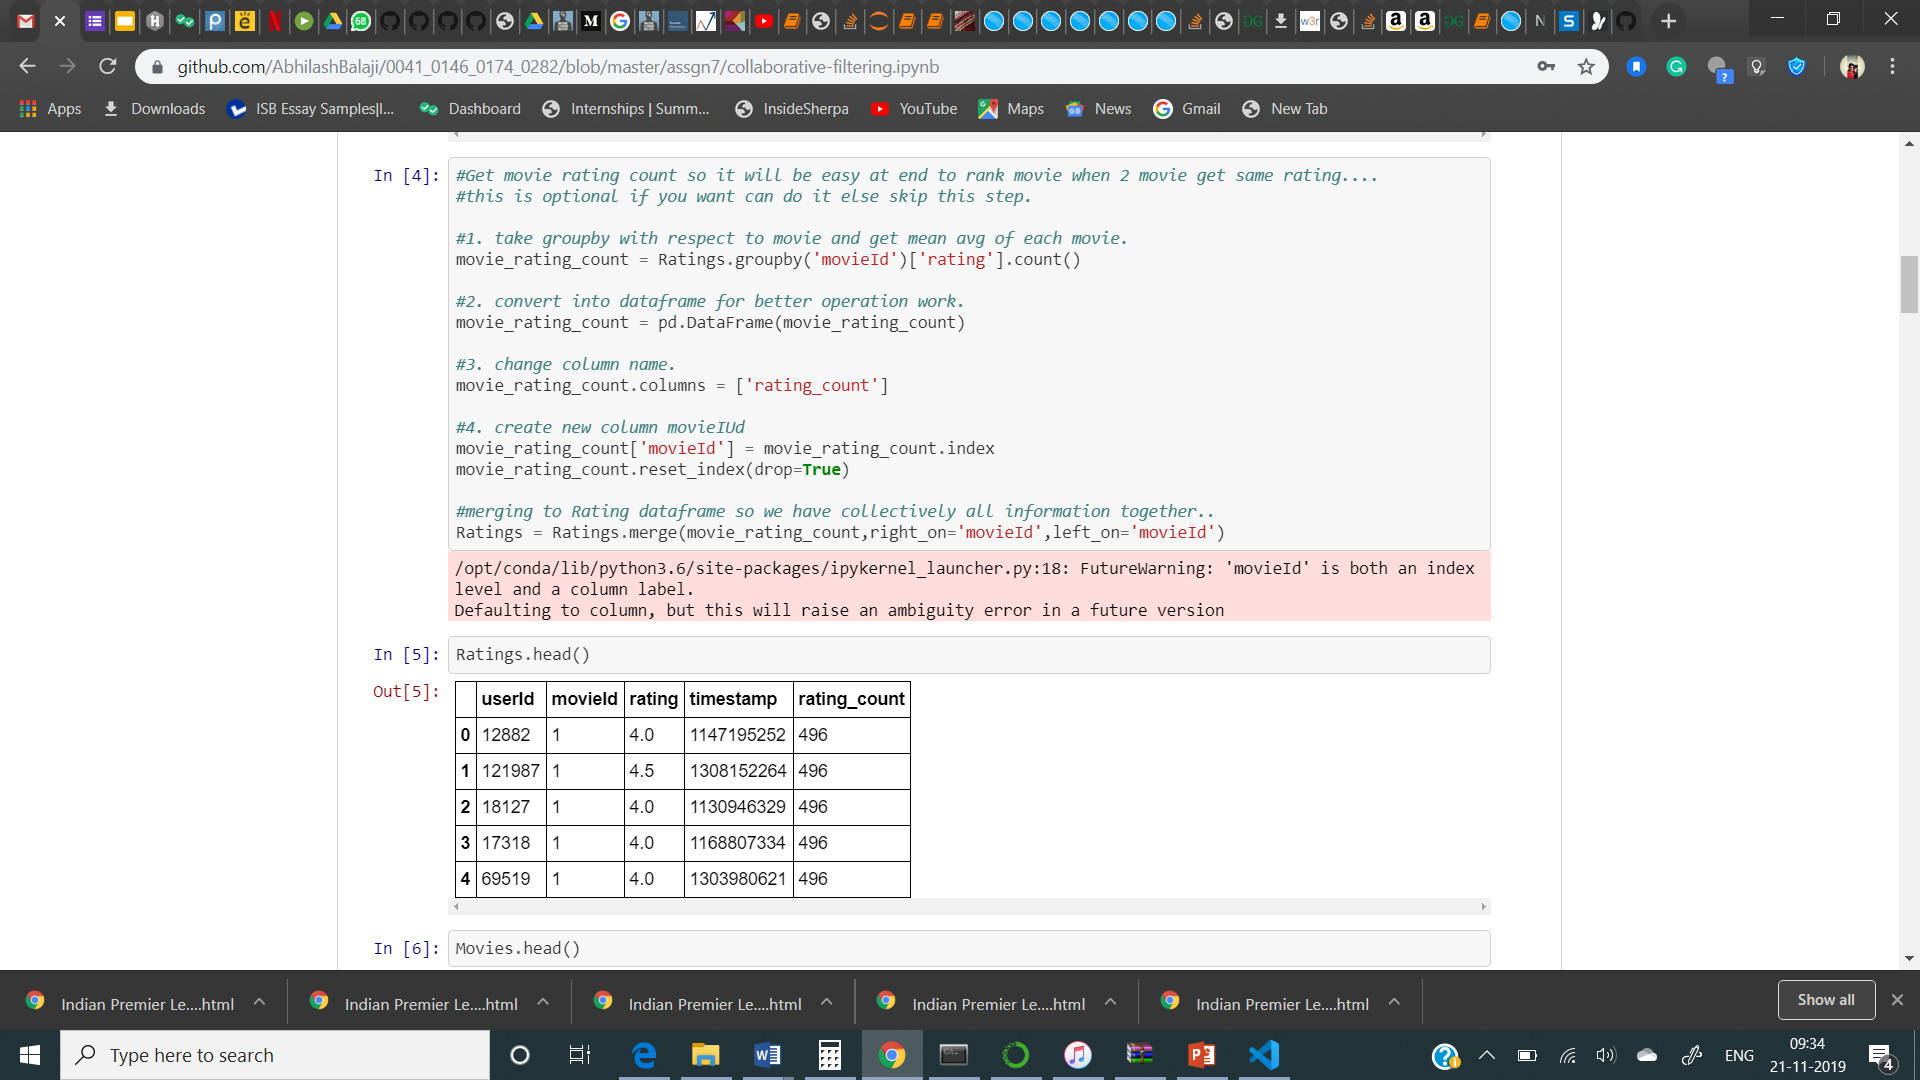 68
w3r
N
S
github.com/AbhilashBalaji/0041_0146_0174_0282/blob/master/assgn7/collaborative-filtering.ipynb
Apps
Downloads
ISB Essay Samples|I...
Dashboard
Internships | Summ...
InsideSherpa
YouTube
Maps
News
Gmail
New Tab
In [4]:
#Get movie rating count so it will be easy at end to rank movie when 2 movie get same rating....
#this is optional if you want can do it else skip this step.
#1. take groupby with respect to movie and get mean avg of each movie.
movie_rating_count = Ratings.groupby('movieId')['rating'].count()
#2. convert into dataframe for better operation work.
movie_rating_count = pd.DataFrame(movie_rating_count)
#3. change column name.
movie_rating_count.columns = ['rating_count']
#4. create new column movieIUd
movie_rating_count['movieId'] = movie_rating_count.index
movie_rating_count.reset_index(drop=True)
#merging to Rating dataframe so we have collectively all information together..
Ratings = Ratings.merge(movie_rating_count,right_on='movieId',left_on='movieId')
/opt/conda/lib/python3.6/site-packages/ipykernel_launcher.py:18: FutureWarning: 'movieId' is both an index
level and a column label.
Defaulting to column, but this will raise an ambiguity error in a future version
In [5]: Ratings.head()
Out[5]:
userId movieId rating timestamp rating_count
0 12882 1 4.0 1147195252 496
1 121987 1 4.5 1308152264 496
2 18127 1 4.0 1130946329 496
3 17318 1 4.0 1168807334 496
4 69519 1 4.0 1303980621 496
In [6]: Movies.head()
Indian Premier Le....html
Indian Premier Le....html
Indian Premier Le....html
Indian Premier Le....html
Indian Premier Le....html
Show all
Type here to search
ENG
09:34
21-11-2019
4